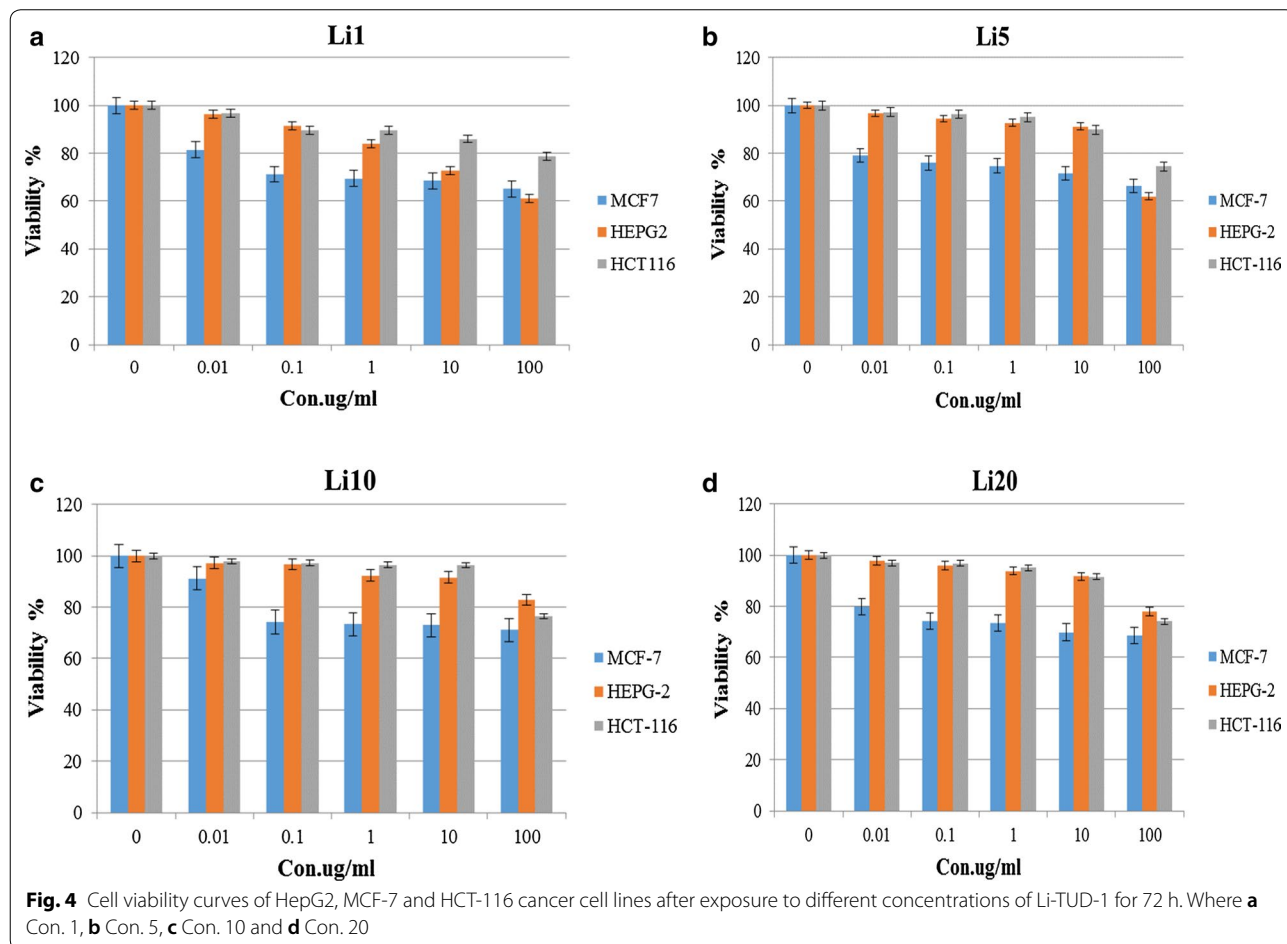 a
Li1
120
100
80
60
40
20
0
Viability %
0 0.01 0.1 1 10 100
Con.ug/ml
MCF7
HEPG2
HCT116
b
Li5
120
100
80
60
40
20
0
Viability %
0 0.01 0.1 1 10 100
Con.ug/ml
MCF-7
HEPG-2
HCT-116
c
Li10
120
100
80
60
40
20
0
Viability %
0 0.01 0.1 1 10 100
Con.ug/ml
MCF-7
HEPG-2
HCT-116
d
Li20
120
100
80
60
40
20
0
Viability %
0 0.01 0.1 1 10 100
Con.ug/ml
MCF-7
HEPG-2
HCT-116
Fig. 4 Cell viability curves of HepG2, MCF-7 and HCT-116 cancer cell lines after exposure to different concentrations of Li-TUD-1 for 72 h. Where a
Con. 1, b Con. 5, c Con. 10 and d Con. 20